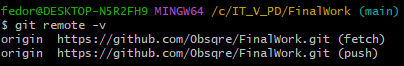 fedor@DESKTOP-N5R2FH9 MINGW64 /c/IT_V_PD/FinalWork (main)
$ git remote -v
origin  https://github.com/Obsqre/FinalWork.git (fetch)
origin  https://github.com/Obsqre/FinalWork.git (push)